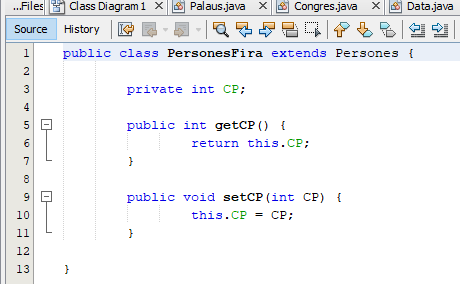 ...Files Class Diagram 1 Palaus.java Congres.java Data.java
Source History
1 public class PersonesFira extends Persones {
2
3 private int CP;
4
5 public int getCP() {
6 return this.CP;
7 }
8
9 public void setCP(int CP) {
10 this.CP = CP;
11 }
12
13 }